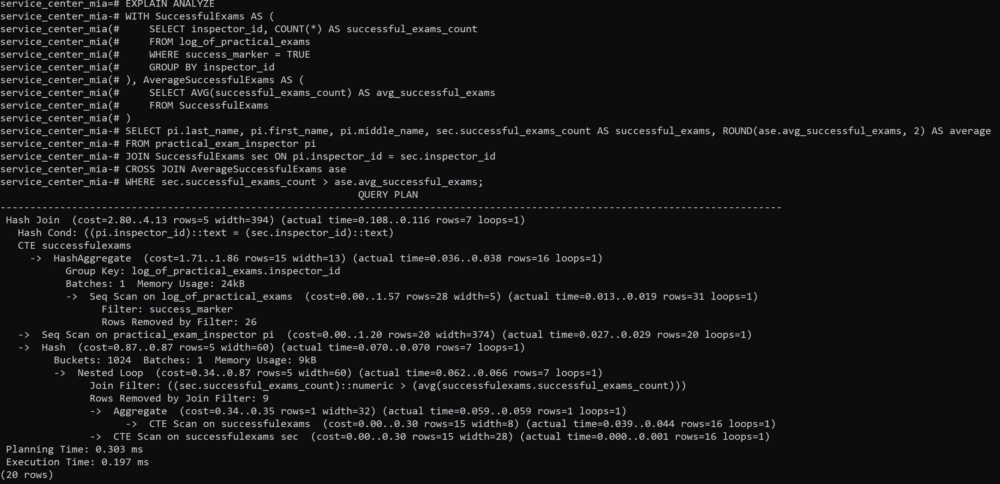 service_center_mia=# EXPLAIN ANALYZE
service_center_mia-# WITH SuccessfulExams AS (
service_center_mia(#     SELECT inspector_id, COUNT(*) AS successful_exams_count
service_center_mia(#     FROM log_of_practical_exams
service_center_mia(#     WHERE success_marker = TRUE
service_center_mia(#     GROUP BY inspector_id
service_center_mia(# ), AverageSuccessfulExams AS (
service_center_mia(#     SELECT AVG(successful_exams_count) AS avg_successful_exams
service_center_mia(#     FROM SuccessfulExams
service_center_mia(# )
service_center_mia-# SELECT pi.last_name, pi.first_name, pi.middle_name, sec.successful_exams_count AS successful_exams, ROUND(ase.avg_successful_exams, 2) AS average
service_center_mia-# FROM practical_exam_inspector pi
service_center_mia-# JOIN SuccessfulExams sec ON pi.inspector_id = sec.inspector_id
service_center_mia-# CROSS JOIN AverageSuccessfulExams ase
service_center_mia-# WHERE sec.successful_exams_count > ase.avg_successful_exams;
                                                            QUERY PLAN
-----------------------------------------------------------------------------------------------------------------------------------
 Hash Join  (cost=2.80..4.13 rows=5 width=394) (actual time=0.108..0.116 rows=7 loops=1)
   Hash Cond: ((pi.inspector_id)::text = (sec.inspector_id)::text)
   CTE successfulexams
     ->  HashAggregate  (cost=1.71..1.86 rows=15 width=13) (actual time=0.036..0.038 rows=16 loops=1)
           Group Key: log_of_practical_exams.inspector_id
           Batches: 1  Memory Usage: 24kB
           ->  Seq Scan on log_of_practical_exams  (cost=0.00..1.57 rows=28 width=5) (actual time=0.013..0.019 rows=31 loops=1)
                 Filter: success_marker
                 Rows Removed by Filter: 26
   ->  Seq Scan on practical_exam_inspector pi  (cost=0.00..1.20 rows=20 width=374) (actual time=0.027..0.029 rows=20 loops=1)
   ->  Hash  (cost=0.87..0.87 rows=5 width=60) (actual time=0.070..0.070 rows=7 loops=1)
         Buckets: 1024  Batches: 1  Memory Usage: 9kB
         ->  Nested Loop  (cost=0.34..0.87 rows=5 width=60) (actual time=0.062..0.066 rows=7 loops=1)
               Join Filter: ((sec.successful_exams_count)::numeric > (avg(successfulexams.successful_exams_count)))
               Rows Removed by Join Filter: 9
               ->  Aggregate  (cost=0.34..0.35 rows=1 width=32) (actual time=0.059..0.059 rows=1 loops=1)
                     ->  CTE Scan on successfulexams  (cost=0.00..0.30 rows=15 width=8) (actual time=0.039..0.044 rows=16 loops=1)
               ->  CTE Scan on successfulexams sec  (cost=0.00..0.30 rows=15 width=28) (actual time=0.000..0.001 rows=16 loops=1)
 Planning Time: 0.303 ms
 Execution Time: 0.197 ms
(20 rows)